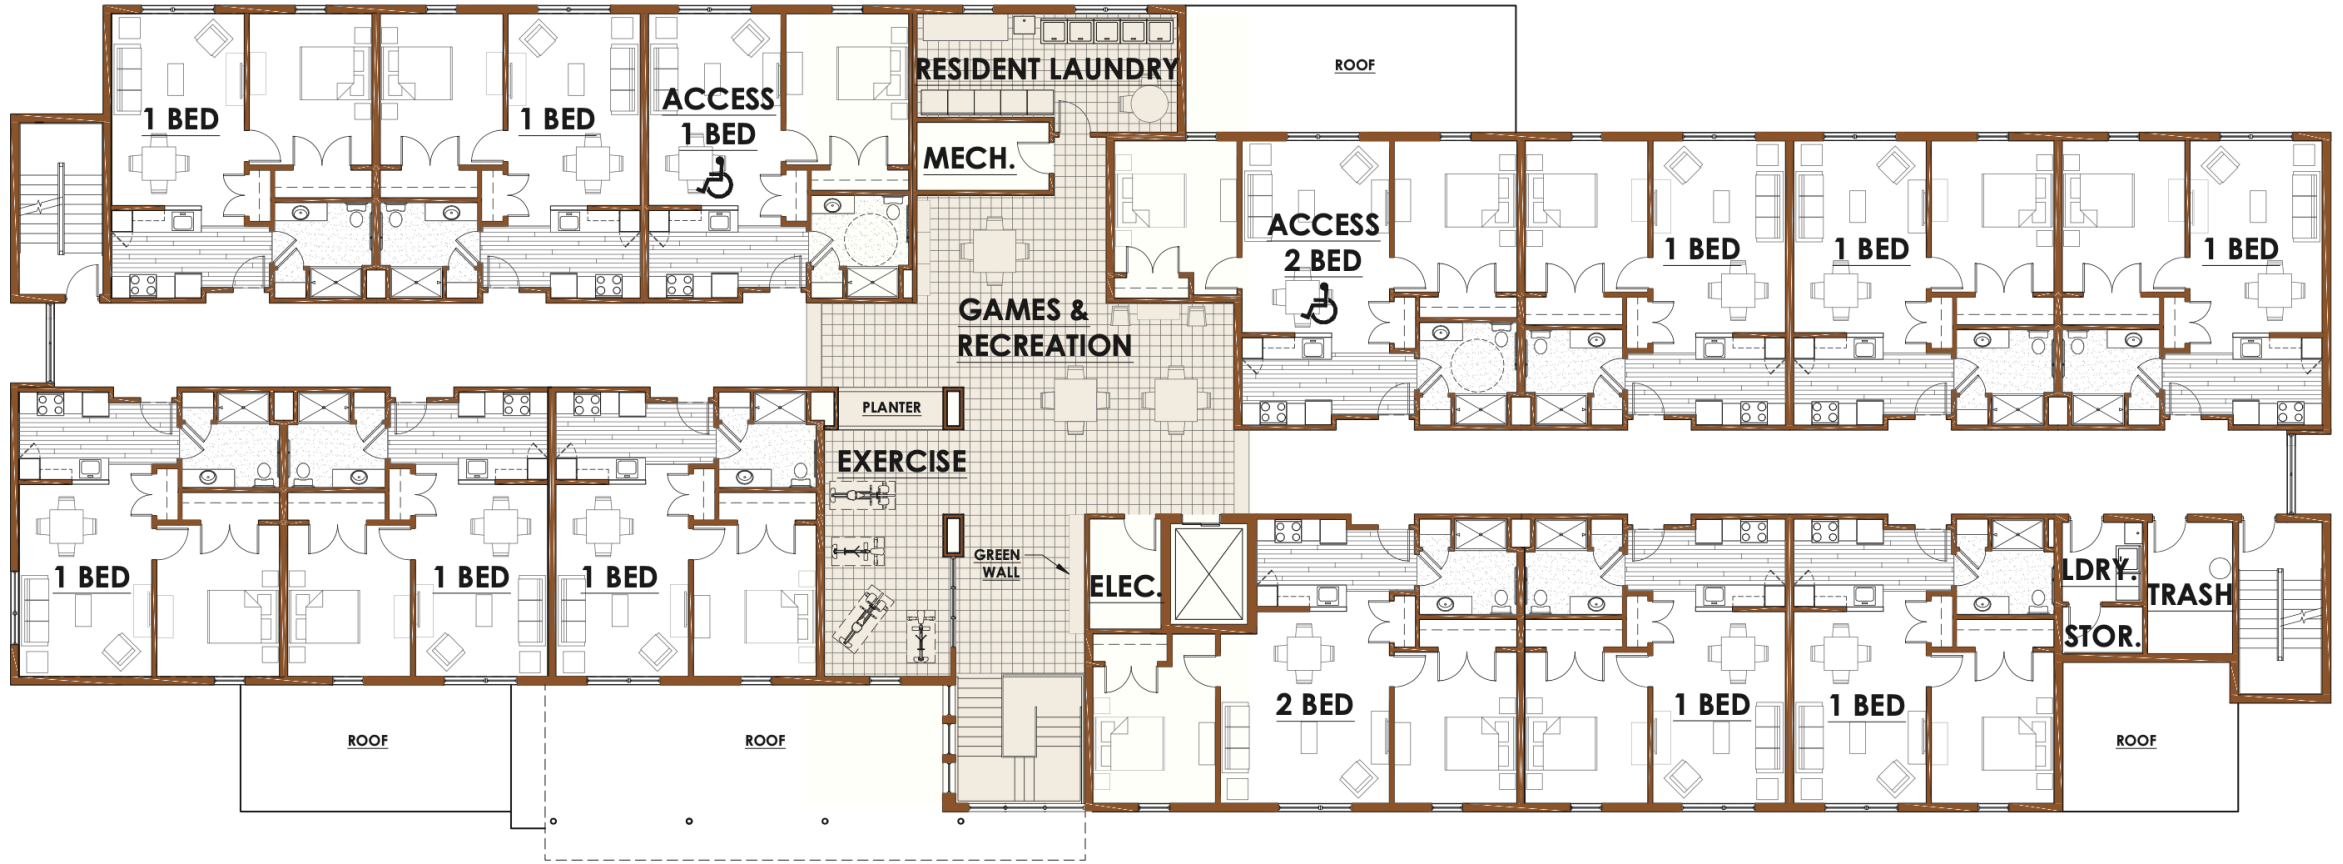 RESIDENT LAUNDRY
ROOF
1 BED
1 BED
ACCESS
1 BED
MECH.
ACCESS
2 BED
1 BED
1 BED
1 BED
GAMES &
RECREATION
PLANTER
EXERCISE
GREEN
WALL
1 BED
1 BED
1 BED
ELEC.
LDRY.
TRASH
STOR.
2 BED
1 BED
1 BED
ROOF
ROOF
ROOF